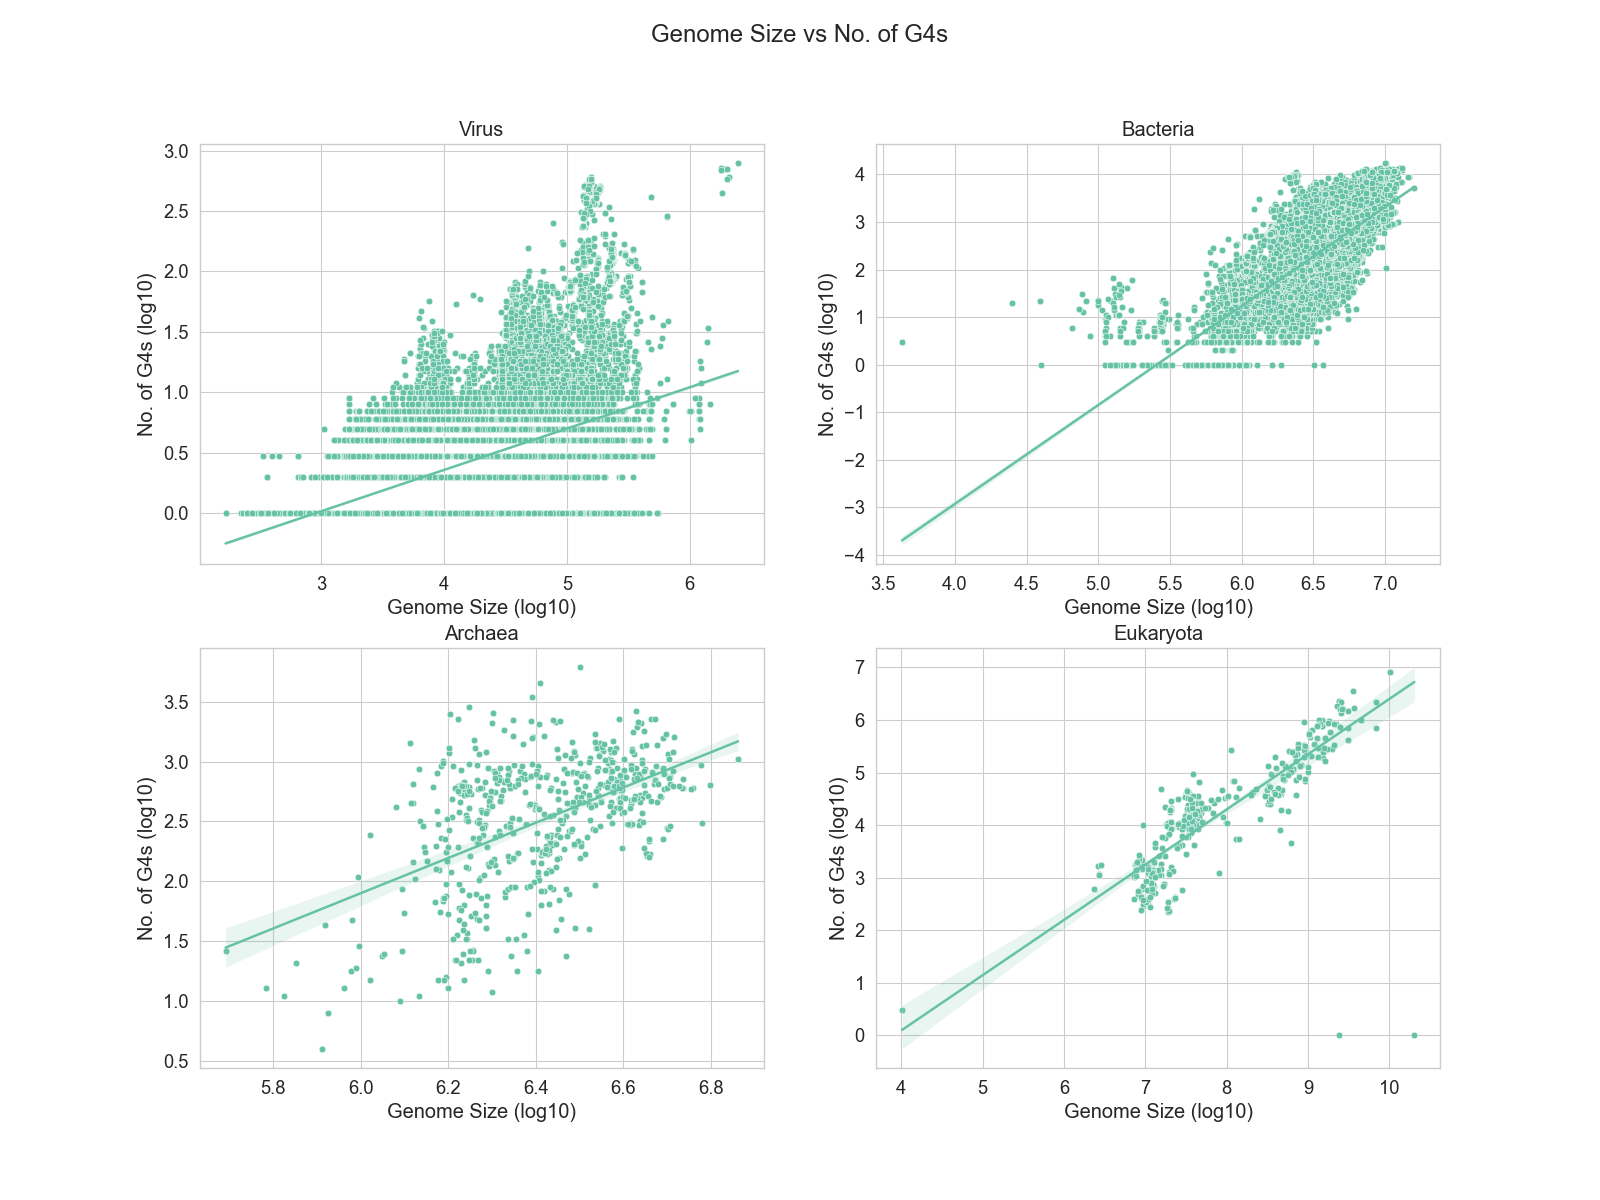 Genome Size vs No. of G4s
Virus
No. of G4s (log10)
3.0
2.5
2.0
1.5
1.0
0.5
0.0
3 4 5 6
Genome Size (log10)
Bacteria
No. of G4s (log10)
4
3
2
1
0
−1
−2
−3
−4
3.5 4.0 4.5 5.0 5.5 6.0 6.5 7.0
Genome Size (log10)
Archaea
No. of G4s (log10)
3.5
3.0
2.5
2.0
1.5
1.0
0.5
5.8 6.0 6.2 6.4 6.6 6.8
Genome Size (log10)
Eukaryota
No. of G4s (log10)
7
6
5
4
3
2
1
0
4 5 6 7 8 9 10
Genome Size (log10)